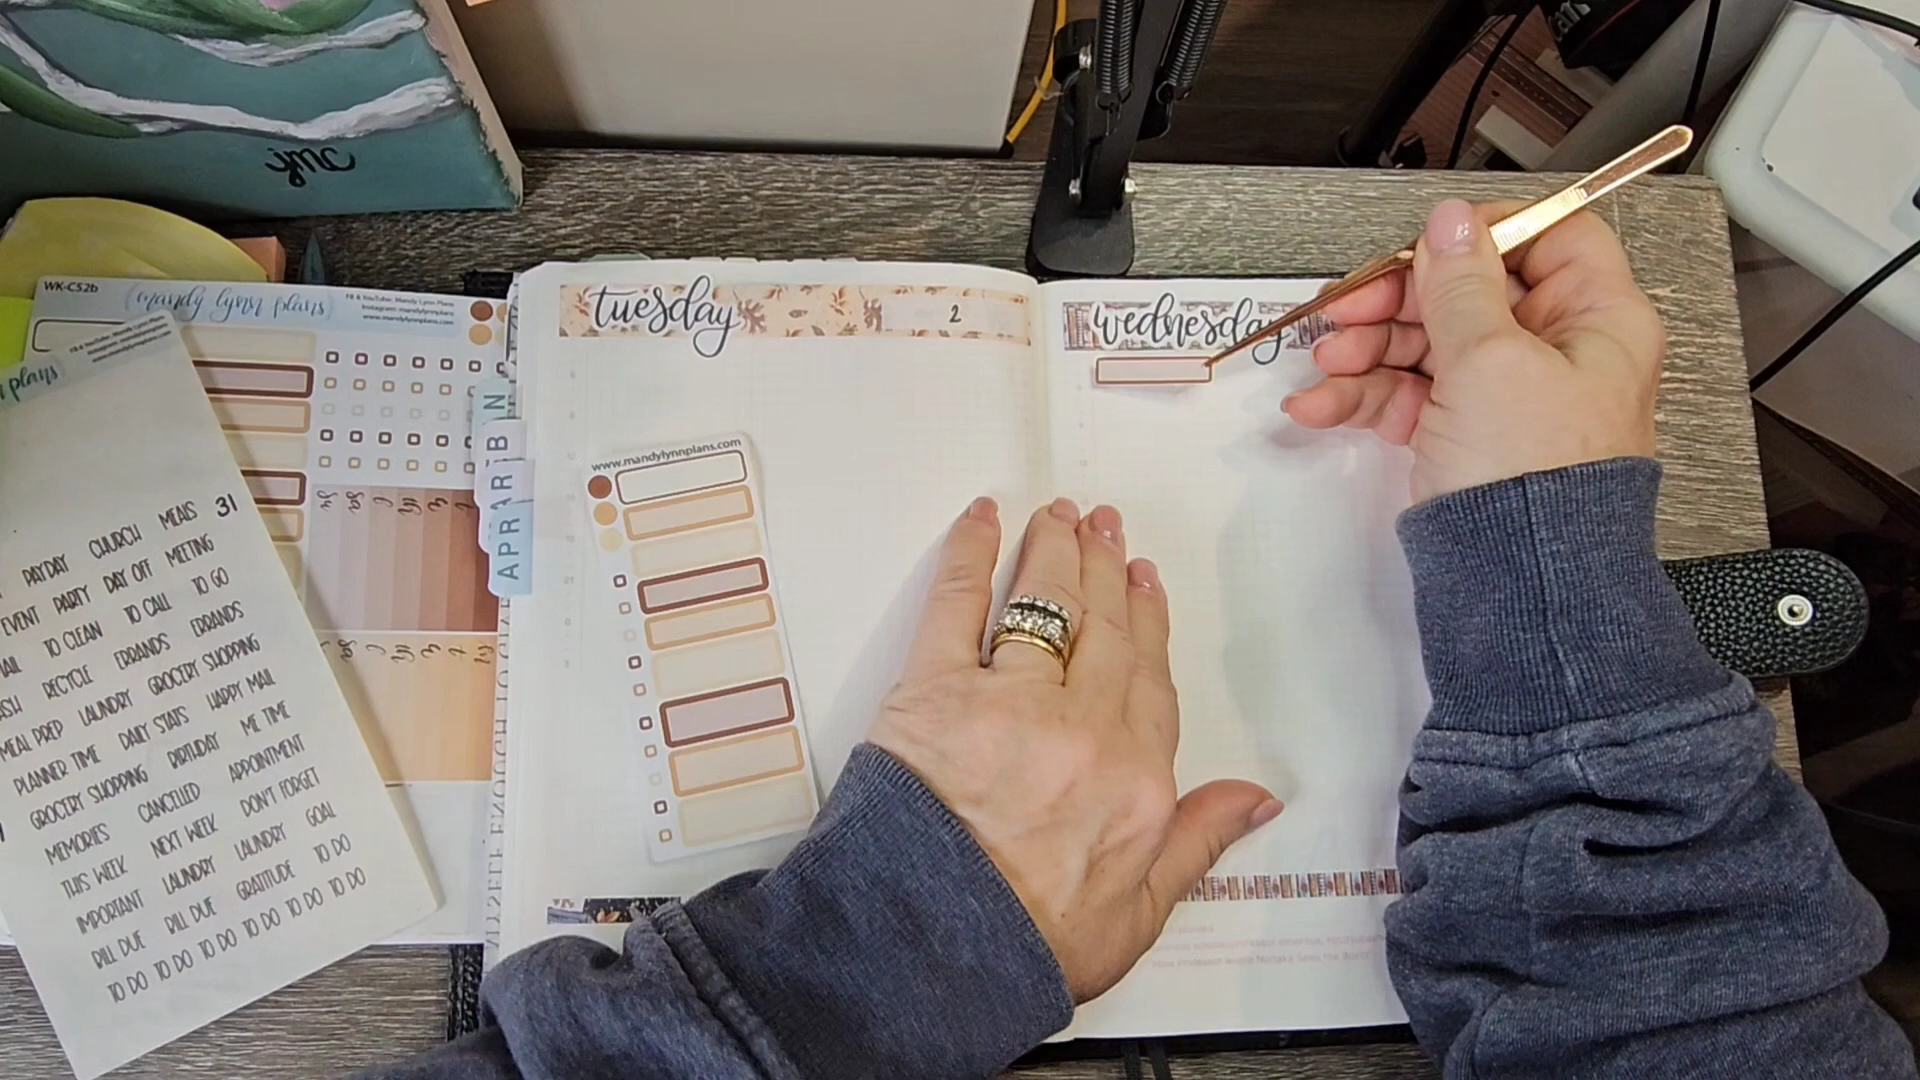 jmc
Canon
WK-C52b
mandy lynn plans
FB & YouTube: Mandy Lynn Plans
Instagram: mandylynnplans
www.mandylynnplans.com
plans
PAYDAY CHURCH MEALS 31
EVENT PARTY DAY OFF MEETING
TO CLEAN TO CALL TO GO
RECYCLE ERRANDS ERRANDS
MEAL PREP LAUNDRY GROCERY SHOPPING
PLANNER TIME DAILY STATS HAPPY MAIL
GROCERY SHOPPING BIRTHDAY ME TIME
MEMORIES CANCELLED APPOINTMENT
THIS WEEK NEXT WEEK DON'T FORGET
IMPORTANT LAUNDRY LAUNDRY GOAL
BILL DUE BILL DUE GRATITUDE TO DO
TO DO TO DO TO DO TO DO TO DO TO DO
APR
tuesday
2
wednesday
www.mandylynnplans.com